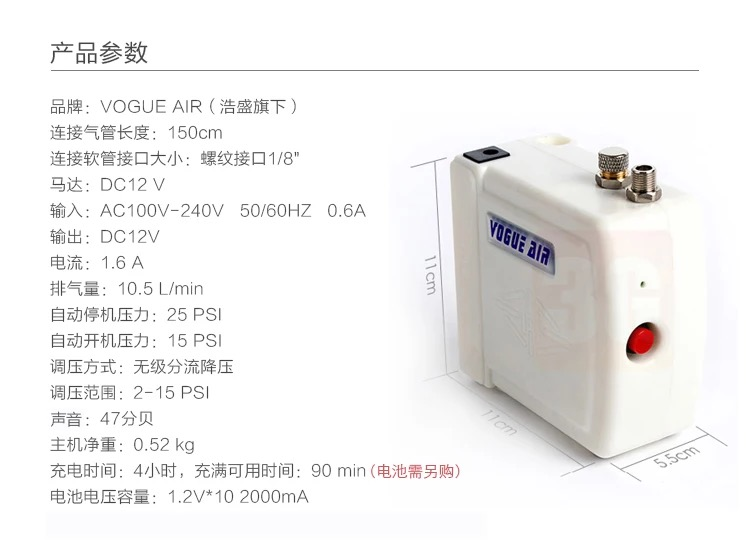 产品参数
品牌：VOGUE AIR（浩盛旗下）
连接气管长度：150cm
连接软管接口大小：螺纹接口1/8"
马达：DC12 V
输入：AC100V-240V 50/60HZ 0.6A
输出：DC12V
电流：1.6 A
排气量：10.5 L/min
自动停机压力：25 PSI
自动开机压力：15 PSI
调压方式：无级分流降压
调压范围：2-15 PSI
声音：47分贝
主机净重：0.52 kg
充电时间：4小时，充满可用时间：90 min（电池需另购）
电池电压容量：1.2V*10 2000mA
VOGUE AIR
11cm
11cm
5.5cm